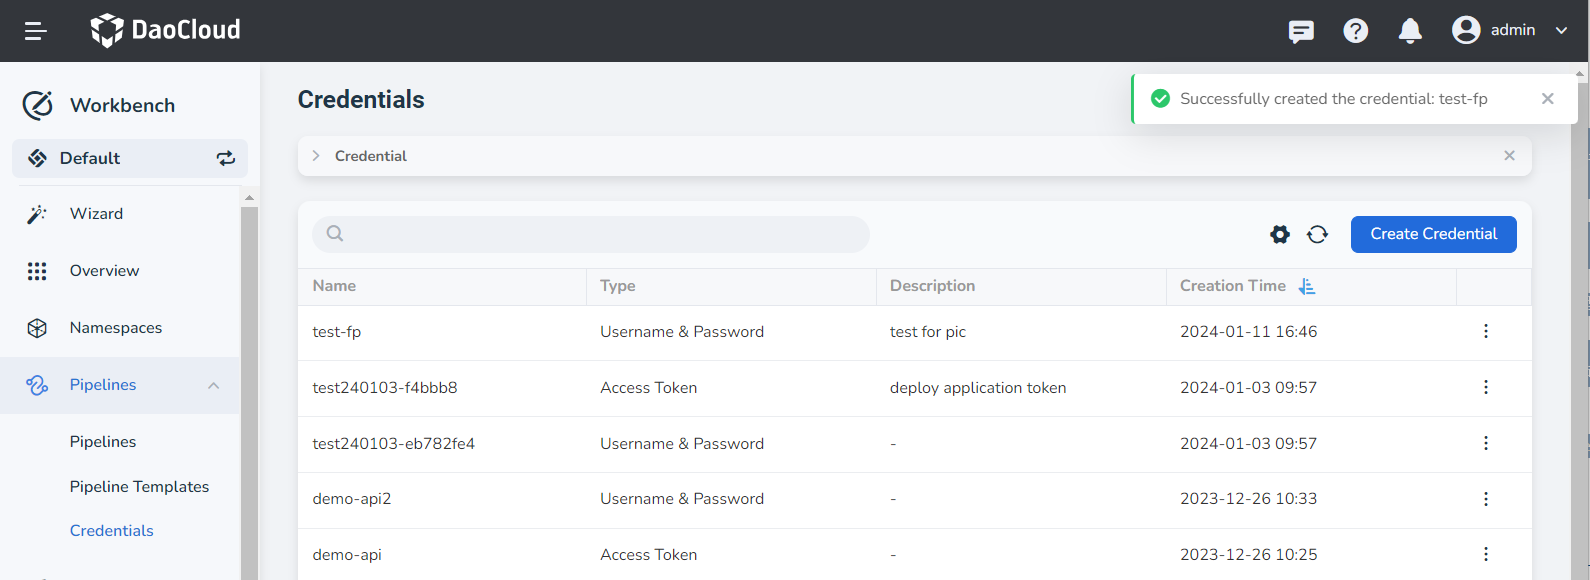 DaoCloud
admin
Workbench
Default
Wizard
Overview
Namespaces
Pipelines
Pipelines
Pipeline Templates
Credentials
Credentials
Successfully created the credential: test-fp
Credential
Create Credential
Name Type Description Creation Time
test-fp Username & Password test for pic 2024-01-11 16:46
test240103-f4bbb8 Access Token deploy application token 2024-01-03 09:57
test240103-eb782fe4 Username & Password - 2024-01-03 09:57
demo-api2 Username & Password - 2023-12-26 10:33
demo-api Access Token - 2023-12-26 10:25